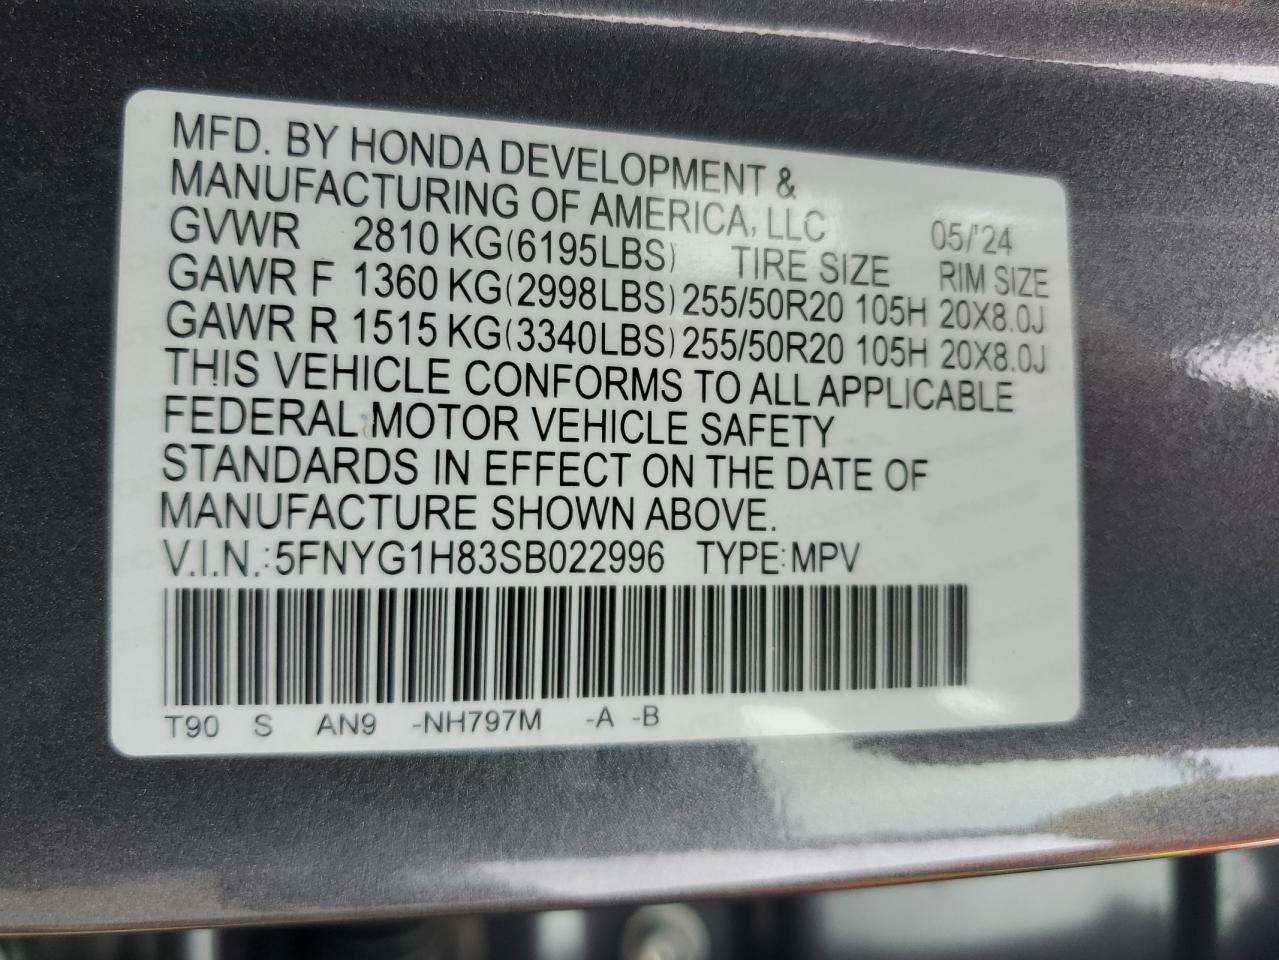 MFD. BY HONDA DEVELOPMENT &
MANUFACTURING OF AMERICA, LLC 05/'24
GVWR 2810 KG(6195LBS) TIRE SIZE RIM SIZE
GAWR F 1360 KG(2998LBS) 255/50R20 105H 20X8.0J
GAWR R 1515 KG(3340LBS) 255/50R20 105H 20X8.0J
THIS VEHICLE CONFORMS TO ALL APPLICABLE
FEDERAL MOTOR VEHICLE SAFETY
STANDARDS IN EFFECT ON THE DATE OF
MANUFACTURE SHOWN ABOVE.
V.I.N.:5FNYG1H83SB022996 TYPE:MPV
T90 S AN9 -NH797M -A -B